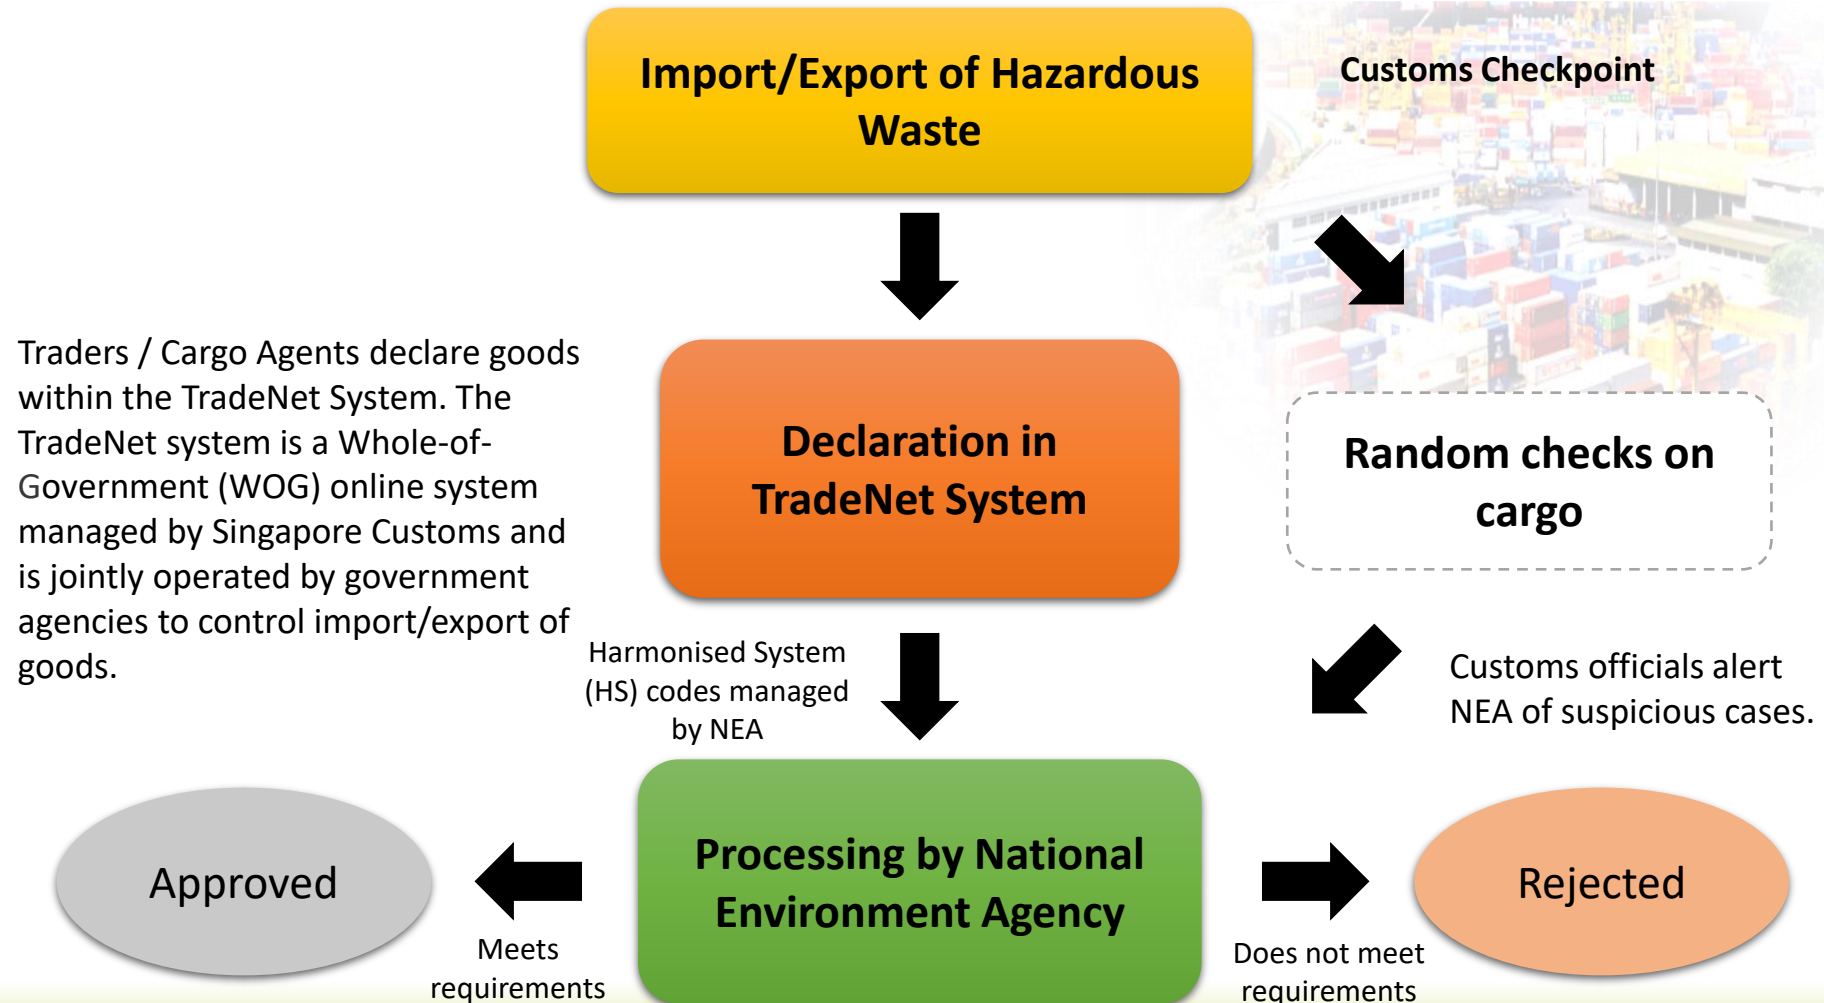 Import/Export of Hazardous
Waste
Customs Checkpoint
Traders / Cargo Agents declare goods
within the TradeNet System. The
TradeNet system is a Whole-of-
Government (WOG) online system
managed by Singapore Customs and
is jointly operated by government
agencies to control import/export of
goods.
Declaration in
TradeNet System
Random checks on
cargo
Harmonised System
(HS) codes managed
by NEA
Customs officials alert
NEA of suspicious cases.
Approved
Meets
requirements
Processing by National
Environment Agency
Does not meet
requirements
Rejected